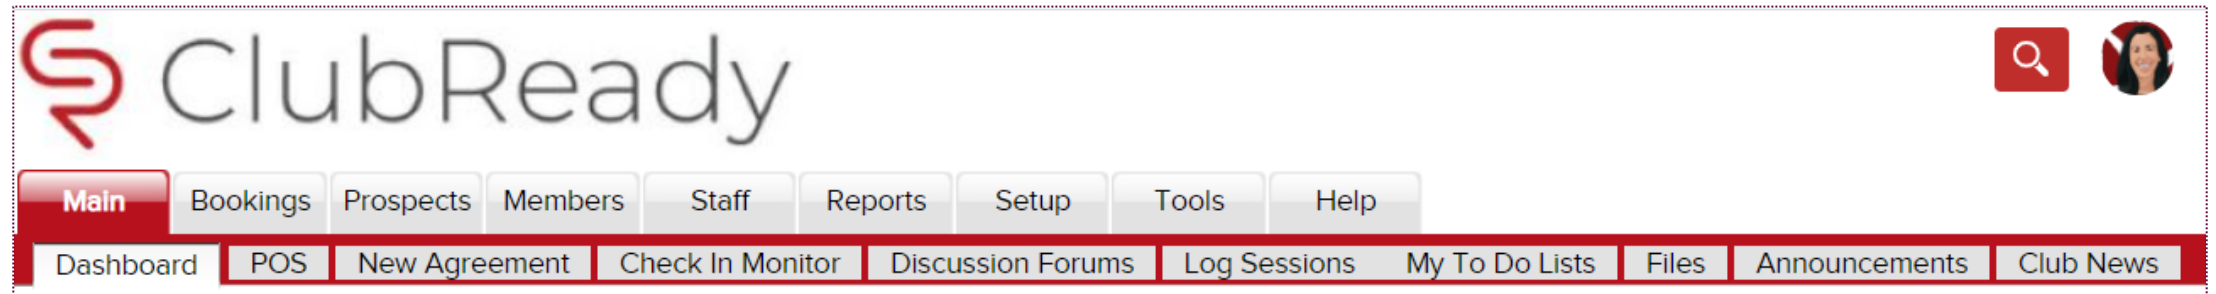 ClubReady
Main Bookings Prospects Members Staff Reports Setup Tools Help
Dashboard POS New Agreement Check In Monitor Discussion Forums Log Sessions My To Do Lists Files Announcements Club News